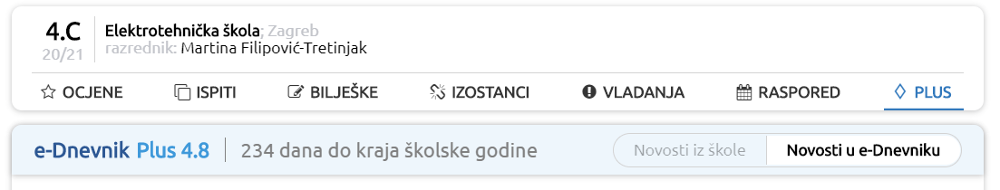 4.C
20/21
Elektrotehnička škola; Zagreb
razrednik: Martina Filipović-Tretinjak
OCJENE ISPITI BILJEŠKE IZOSTANCI VLADANJA RASPORED PLUS
e-Dnevnik Plus 4.8 234 dana do kraja školske godine Novosti iz škole Novosti u e-Dnevniku